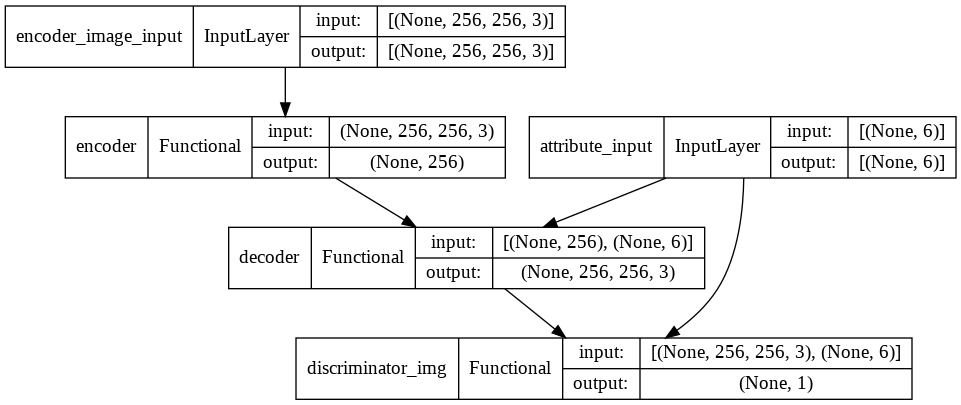 encoder_image_input InputLayer input: [(None, 256, 256, 3)]
output: [(None, 256, 256, 3)]
encoder Functional input: (None, 256, 256, 3)
output: (None, 256)
attribute_input InputLayer input: [(None, 6)]
output: [(None, 6)]
decoder Functional input: [(None, 256), (None, 6)]
output: (None, 256, 256, 3)
discriminator_img Functional input: [(None, 256, 256, 3), (None, 6)]
output: (None, 1)